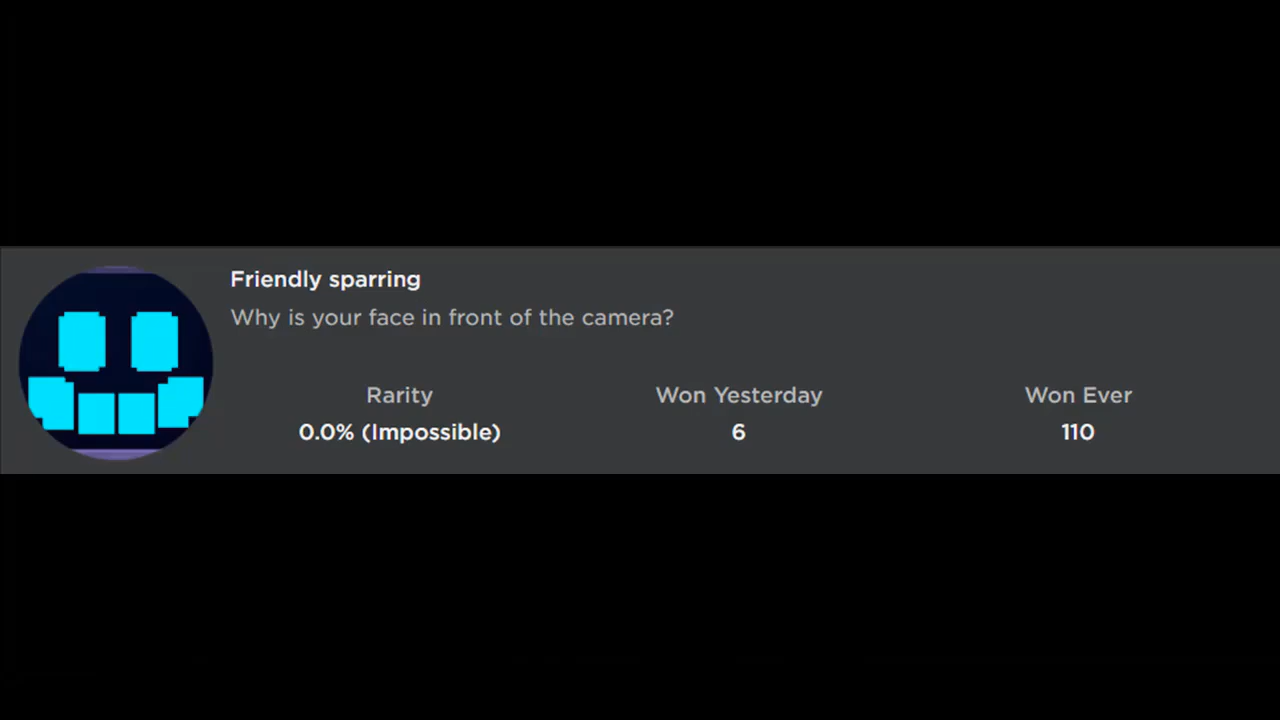 Friendly sparring
Why is your face in front of the camera?
Rarity Won Yesterday Won Ever
0.0% (Impossible) 6 110